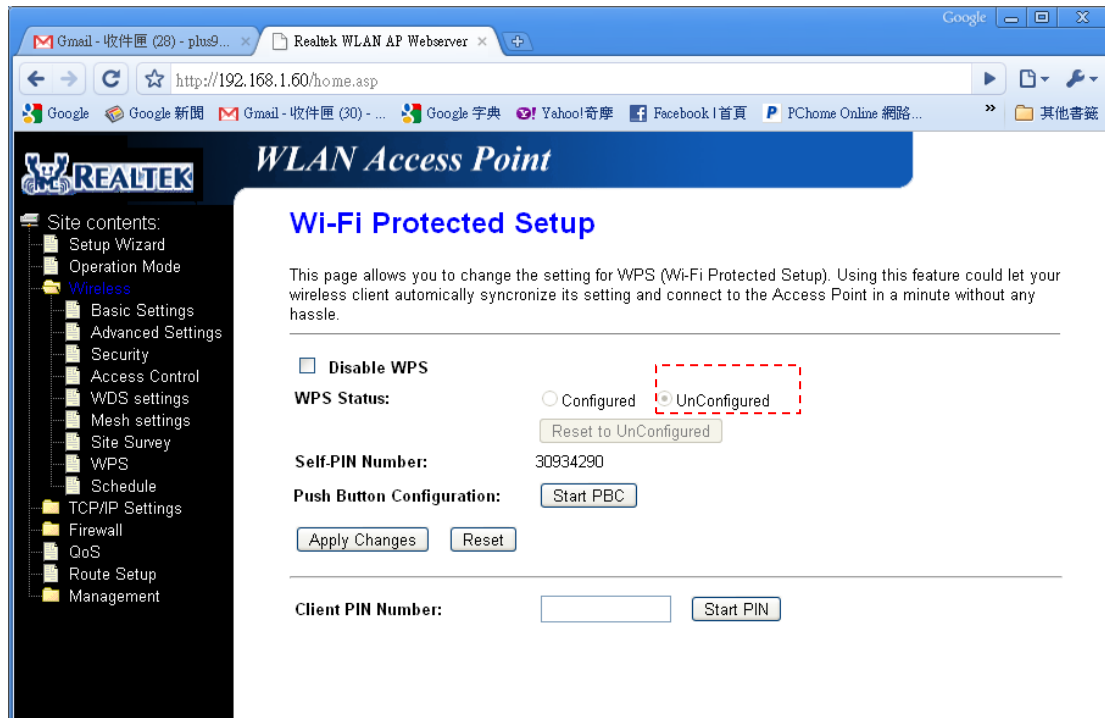 Google
Gmail - 收件匣 (28) - plus9...
Realtek WLAN AP Webserver
http://192.168.1.60/home.asp
Google
Google 新聞
Gmail - 收件匣 (30) - ...
Google 字典
Yahoo!奇摩
Facebook | 首頁
PChome Online 網路...
»
其他書籤
REALTEK
WLAN Access Point
Site contents:
Setup Wizard
Operation Mode
Wireless
Basic Settings
Advanced Settings
Security
Access Control
WDS settings
Mesh settings
Site Survey
WPS
Schedule
TCP/IP Settings
Firewall
QoS
Route Setup
Management
Wi-Fi Protected Setup
This page allows you to change the setting for WPS (Wi-Fi Protected Setup). Using this feature could let your
wireless client automically syncronize its setting and connect to the Access Point in a minute without any
hassle.
Disable WPS
WPS Status:
Configured
UnConfigured
Reset to UnConfigured
Self-PIN Number:
30934290
Push Button Configuration:
Start PBC
Apply Changes
Reset
Client PIN Number:
Start PIN